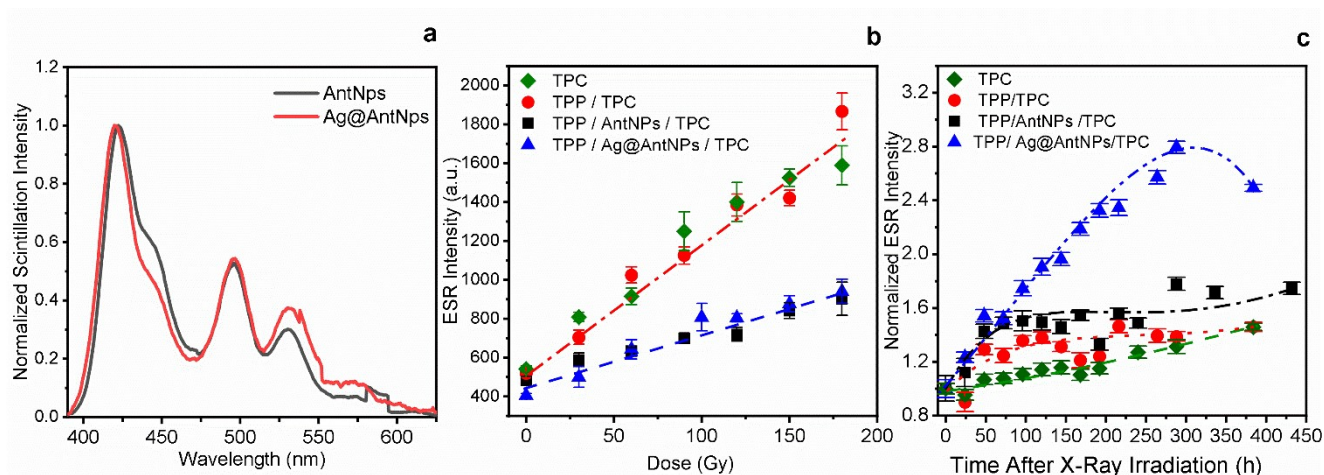 a
Normalized Scintillation Intensity
1.2
1.0
0.8
0.6
0.4
0.2
0.0
AntNps
Ag@AntNps
400
450
500
550
600
Wavelength (nm)
b
ESR Intensity (a.u.)
2000
1800
1600
1400
1200
1000
800
600
400
TPC
TPP / TPC
TPP / AntNPs / TPC
TPP / Ag@AntNPs / TPC
0
50
100
150
200
Dose (Gy)
c
Normalized ESR Intensity
3.2
2.8
2.4
2.0
1.6
1.2
0.8
TPC
TPP/TPC
TPP/AntNPs /TPC
TPP/ Ag@AntNPs/TPC
0
50
100
150
200
250
300
350
400
450
Time After X-Ray Irradiation (h)